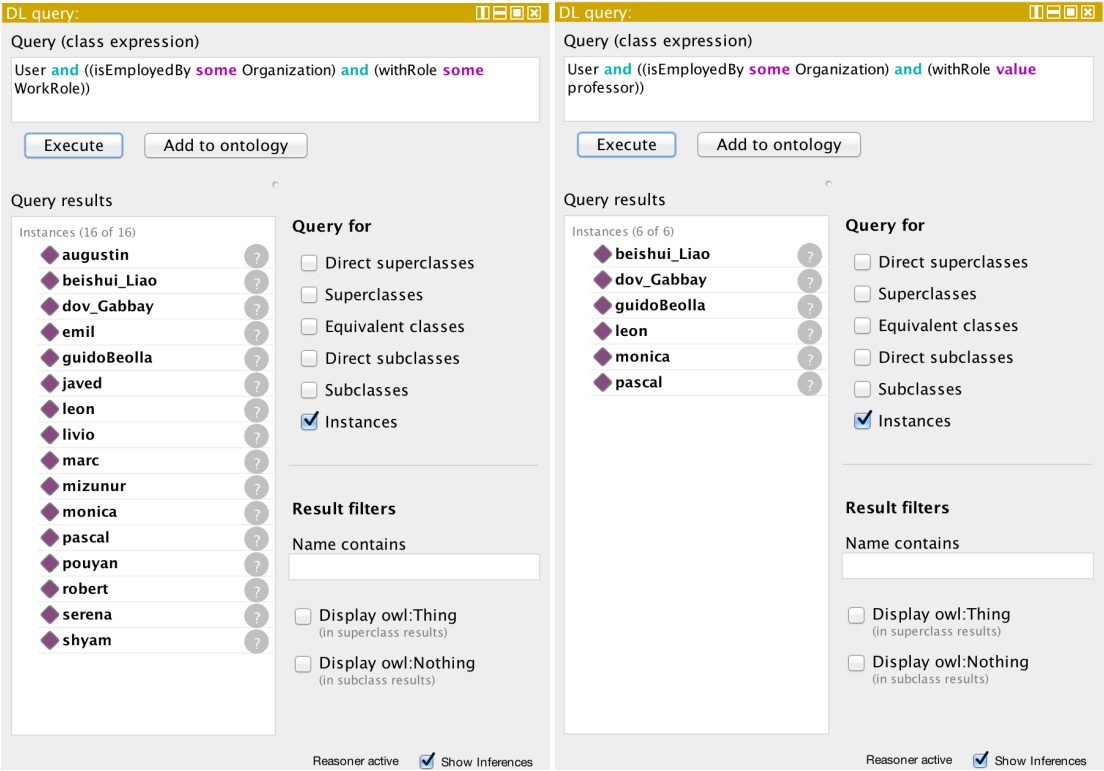 DL query:
Query (class expression)
User and ((isEmployedBy some Organization) and (withRole some
WorkRole))
Execute
Add to ontology
Query results
Instances (16 of 16)
augustin
?
beishui_Liao
?
dov_Gabbay
?
emil
?
guidoBeolla
?
javed
?
leon
?
livio
?
marc
?
mizunur
?
monica
?
pascal
?
pouyan
?
robert
?
serena
?
shyam
?
Query for
Direct superclasses
Superclasses
Equivalent classes
Direct subclasses
Subclasses
Instances
Result filters
Name contains
Display owl:Thing
(in superclass results)
Display owl:Nothing
(in subclass results)
Reasoner active
Show Inferences
DL query:
Query (class expression)
User and ((isEmployedBy some Organization) and (withRole value
professor))
Execute
Add to ontology
Query results
Instances (6 of 6)
beishui_Liao
?
dov_Gabbay
?
guidoBeolla
?
leon
?
monica
?
pascal
?
Query for
Direct superclasses
Superclasses
Equivalent classes
Direct subclasses
Subclasses
Instances
Result filters
Name contains
Display owl:Thing
(in superclass results)
Display owl:Nothing
(in subclass results)
Reasoner active
Show Inferences